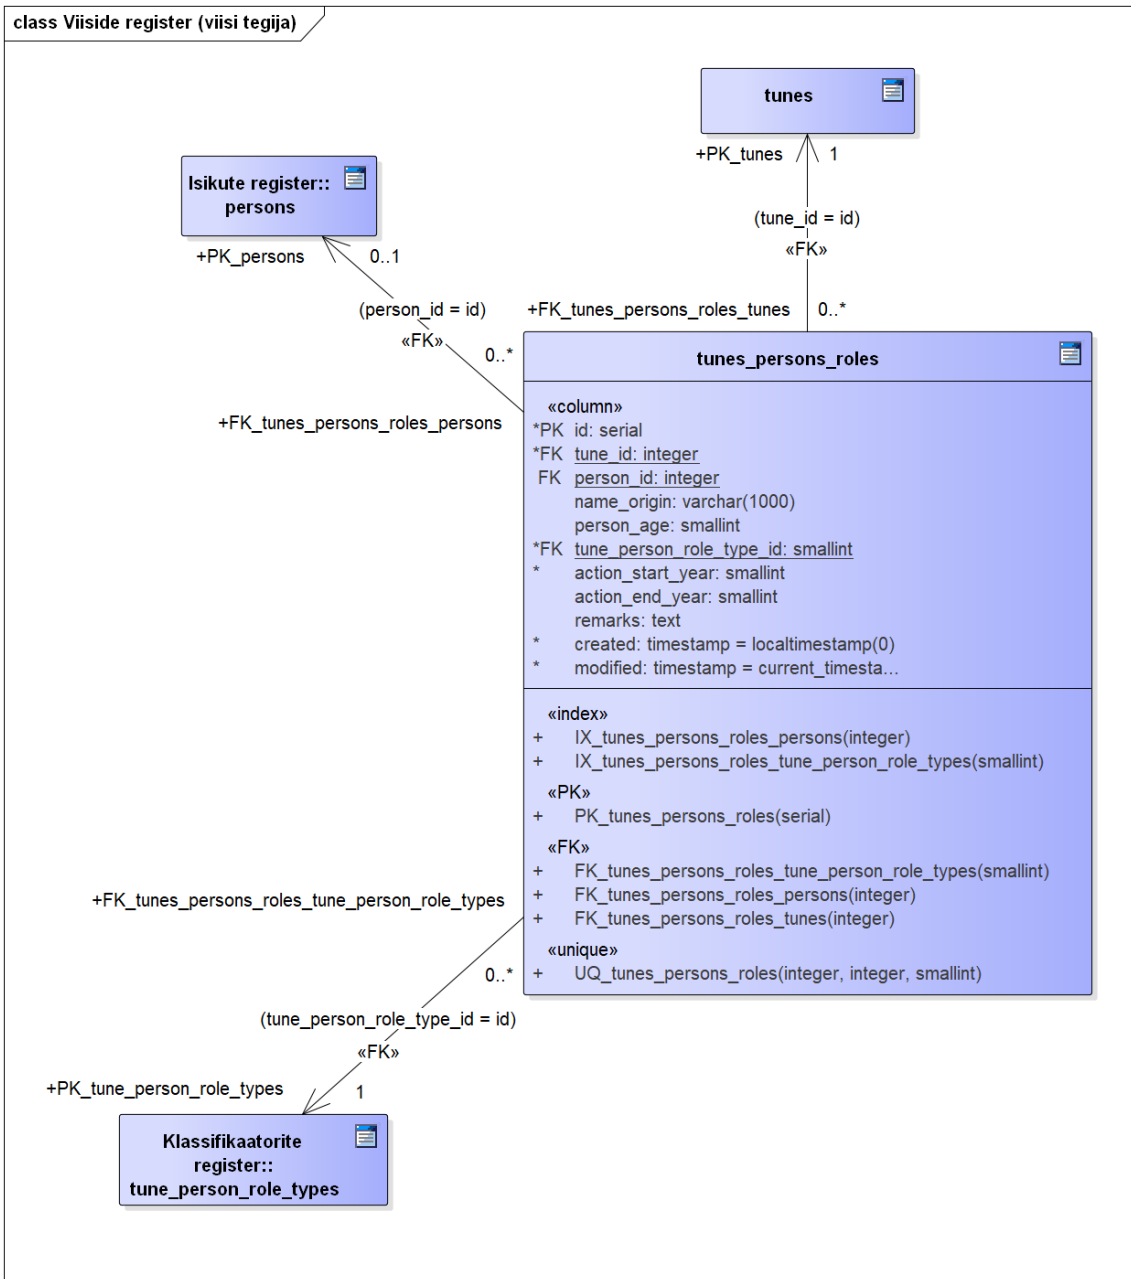 class Viiside register (viisi tegija)
tunes
+PK_tunes
1
(tune_id = id)
«FK»
Isikute register::
persons
+PK_persons
0..1
(person_id = id)
«FK»
0..*
+FK_tunes_persons_roles_persons
+FK_tunes_persons_roles_tunes
0..*
tunes_persons_roles
«column»
*PK id: serial
*FK tune_id: integer
FK person_id: integer
name_origin: varchar(1000)
person_age: smallint
*FK tune_person_role_type_id: smallint
* action_start_year: smallint
action_end_year: smallint
remarks: text
* created: timestamp = localtimestamp(0)
* modified: timestamp = current_timesta...
«index»
+ IX_tunes_persons_roles_persons(integer)
+ IX_tunes_persons_roles_tune_person_role_types(smallint)
«PK»
+ PK_tunes_persons_roles(serial)
«FK»
+ FK_tunes_persons_roles_tune_person_role_types(smallint)
+ FK_tunes_persons_roles_persons(integer)
+ FK_tunes_persons_roles_tunes(integer)
«unique»
+ UQ_tunes_persons_roles(integer, integer, smallint)
+FK_tunes_persons_roles_tune_person_role_types
0..*
(tune_person_role_type_id = id)
«FK»
+PK_tune_person_role_types
1
Klassifikaatorite
register::
tune_person_role_types